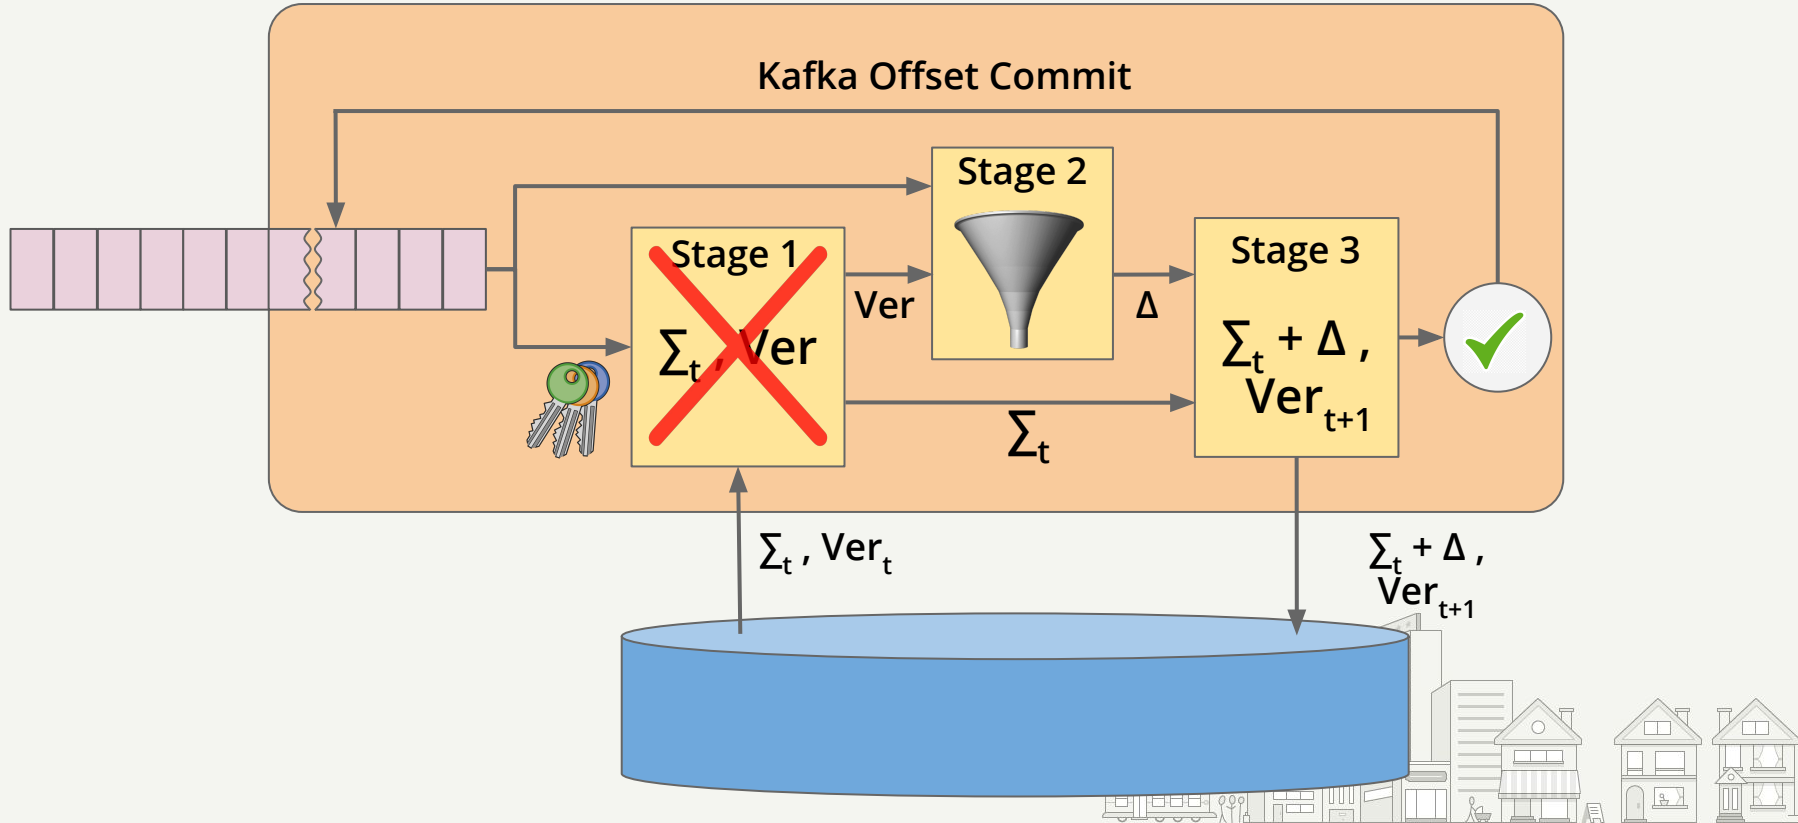 Kafka Offset Commit
Stage 2
Stage 1
∑t , Ver
Ver
Δ
Stage 3
∑t + Δ ,
Vert+1
∑t
∑t , Vert
∑t + Δ ,
Vert+1